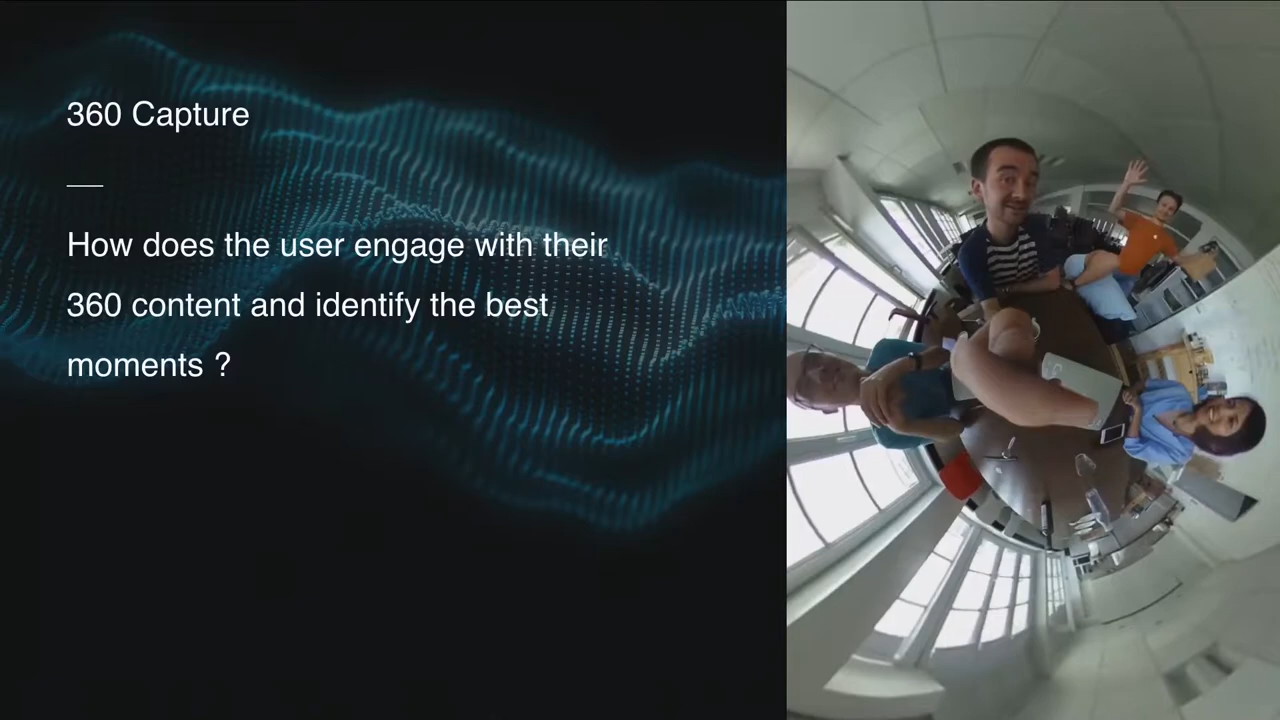 360 Capture
How does the user engage with their
360 content and identify the best
moments ?